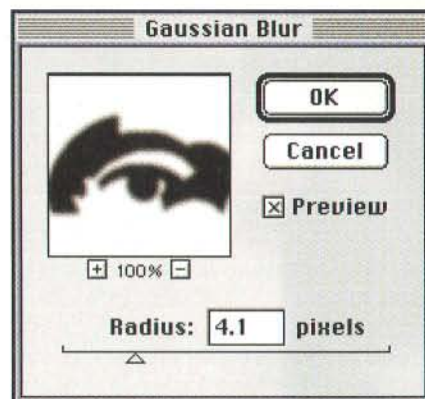 Gaussian Blur
OK
Cancel
Preview
+ 100% −
Radius: 4.1 pixels